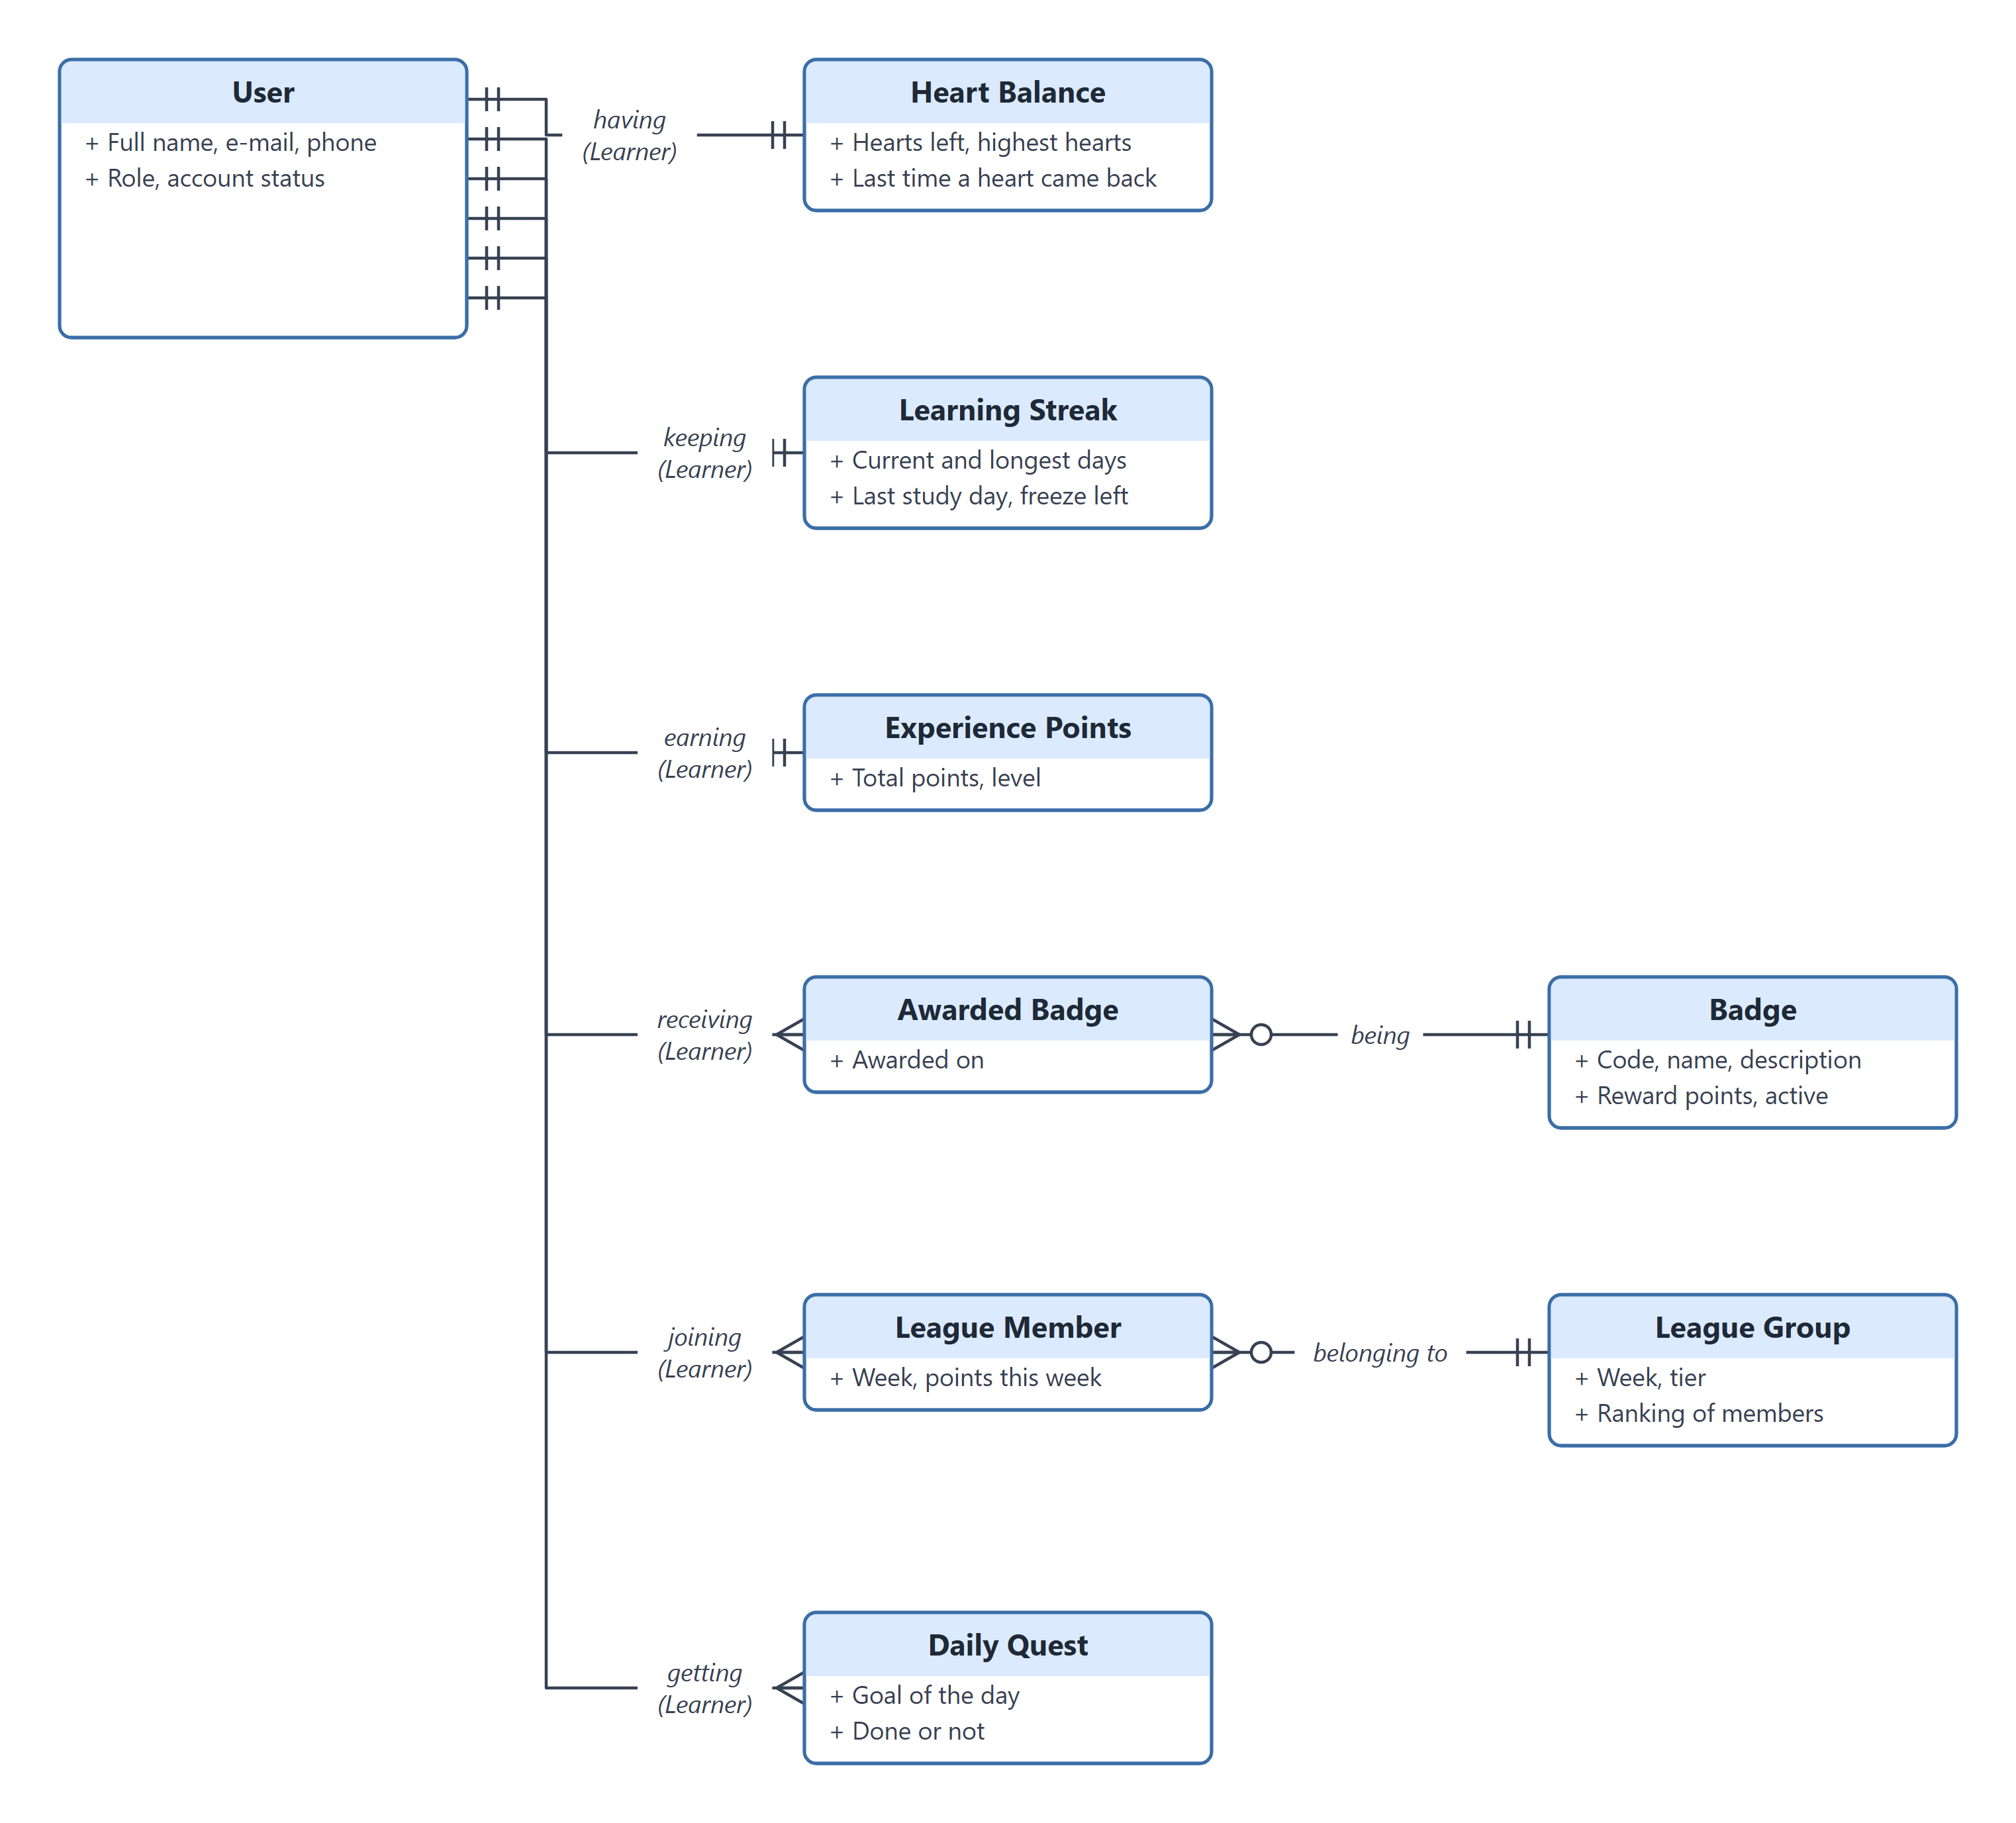 User
+ Full name, e-mail, phone
+ Role, account status
having
(Learner)
Heart Balance
+ Hearts left, highest hearts
+ Last time a heart came back
keeping
(Learner)
Learning Streak
+ Current and longest days
+ Last study day, freeze left
earning
(Learner)
Experience Points
+ Total points, level
receiving
(Learner)
Awarded Badge
+ Awarded on
being
Badge
+ Code, name, description
+ Reward points, active
joining
(Learner)
League Member
+ Week, points this week
belonging to
League Group
+ Week, tier
+ Ranking of members
getting
(Learner)
Daily Quest
+ Goal of the day
+ Done or not